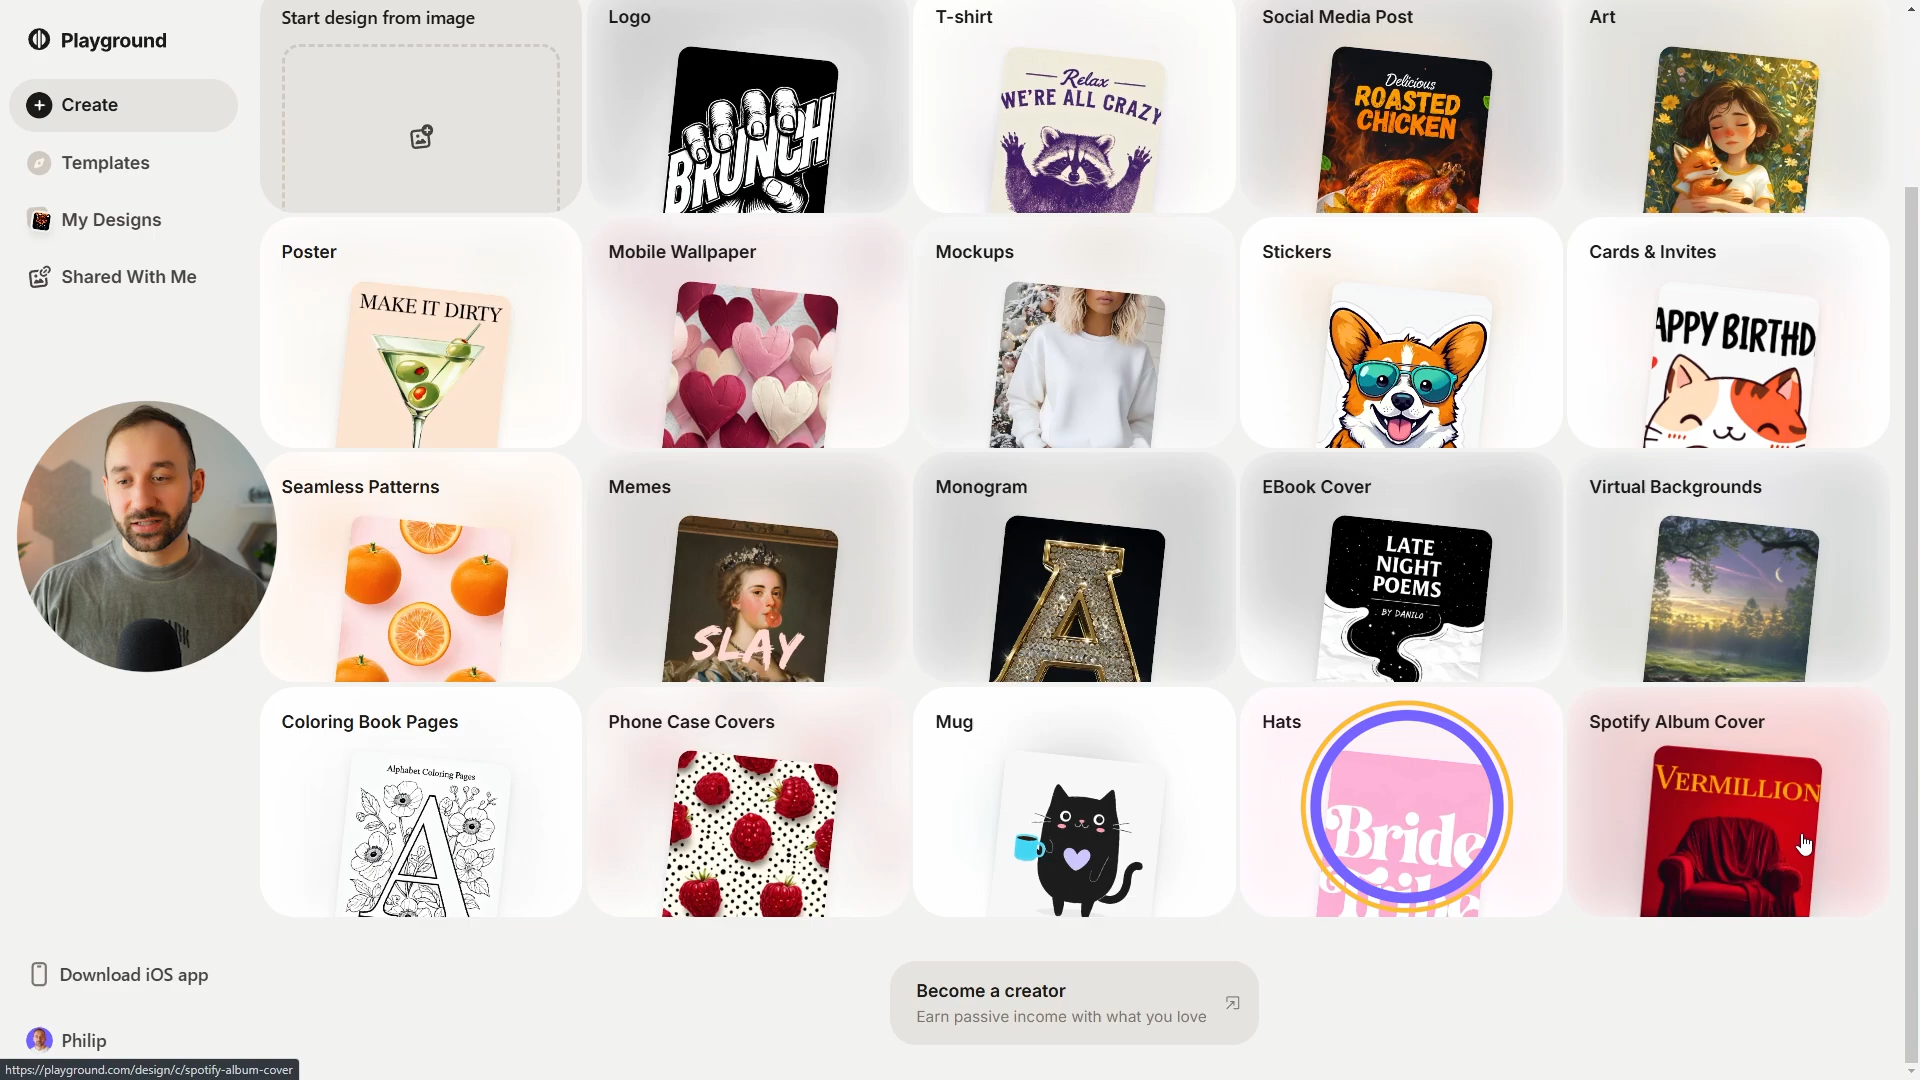 Playground
Create
Templates
My Designs
Shared With Me
Download iOS app
Philip
https://playground.com/design/c/spotify-album-cover
Start design from image
Logo
BRUNCH
T-shirt
Relax
WE'RE ALL CRAZY
Social Media Post
Delicious
ROASTED
CHICKEN
Art
Poster
MAKE IT DIRTY
Mobile Wallpaper
Mockups
Stickers
Cards & Invites
APPY BIRTHD
Seamless Patterns
Memes
SLAY
Monogram
A
EBook Cover
LATE
NIGHT
POEMS
BY DANILO
Virtual Backgrounds
Coloring Book Pages
Alphabet Coloring Pages
A
Phone Case Covers
Mug
Hats
Bride
Tribe
Spotify Album Cover
VERMILLION
Become a creator
Earn passive income with what you love